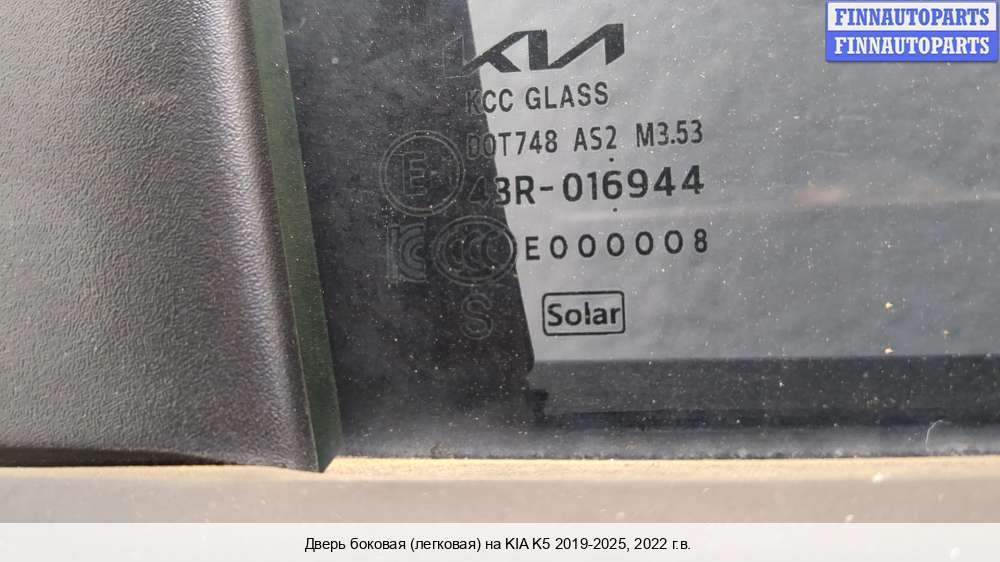 FINNAUTOPARTS
FINNAUTOPARTS
KIA
KCC GLASS
DOT748 AS2 M3.53
E
43R-016944
E000008
S
Solar
Дверь боковая (легковая) на KIA K5 2019-2025, 2022 г.в.